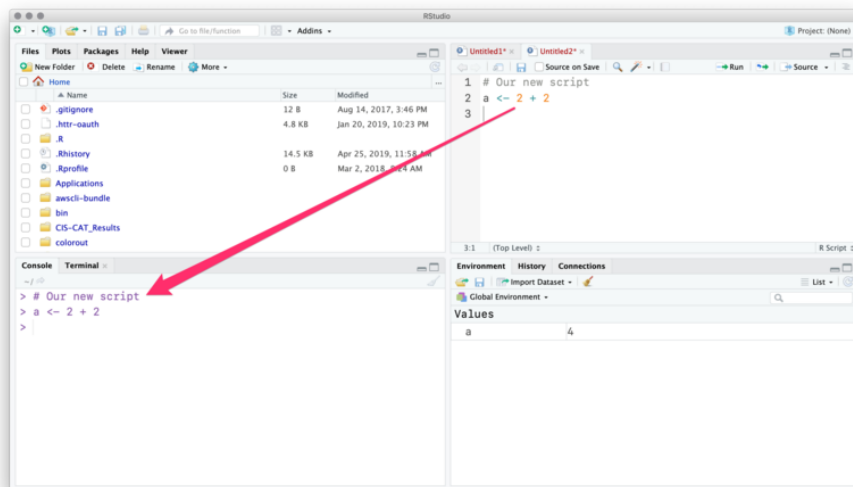 RStudio
Go to file/function Addins Project: (None)
Files Plots Packages Help Viewer
New Folder Delete Rename More
Home ...
Name Size Modified
.gitignore 12 B Aug 14, 2017, 3:46 PM
.httr-oauth 4.8 KB Jan 20, 2019, 10:23 PM
.R
.Rhistory 14.5 KB Apr 25, 2019, 11:58 AM
.Rprofile 0 B Mar 2, 2018, AM
Applications
awscli-bundle
bin
CIS-CAT_Results
colorout
Untitled1* × Untitled2* ×
Source on Save Run Source
1 # Our new script
2 a <- 2 + 2
3
3:1 (Top Level) R Script
Console Terminal ×
~/
> # Our new script
> a <- 2 + 2
>
Environment History Connections
Import Dataset List
Global Environment
Values
a 4